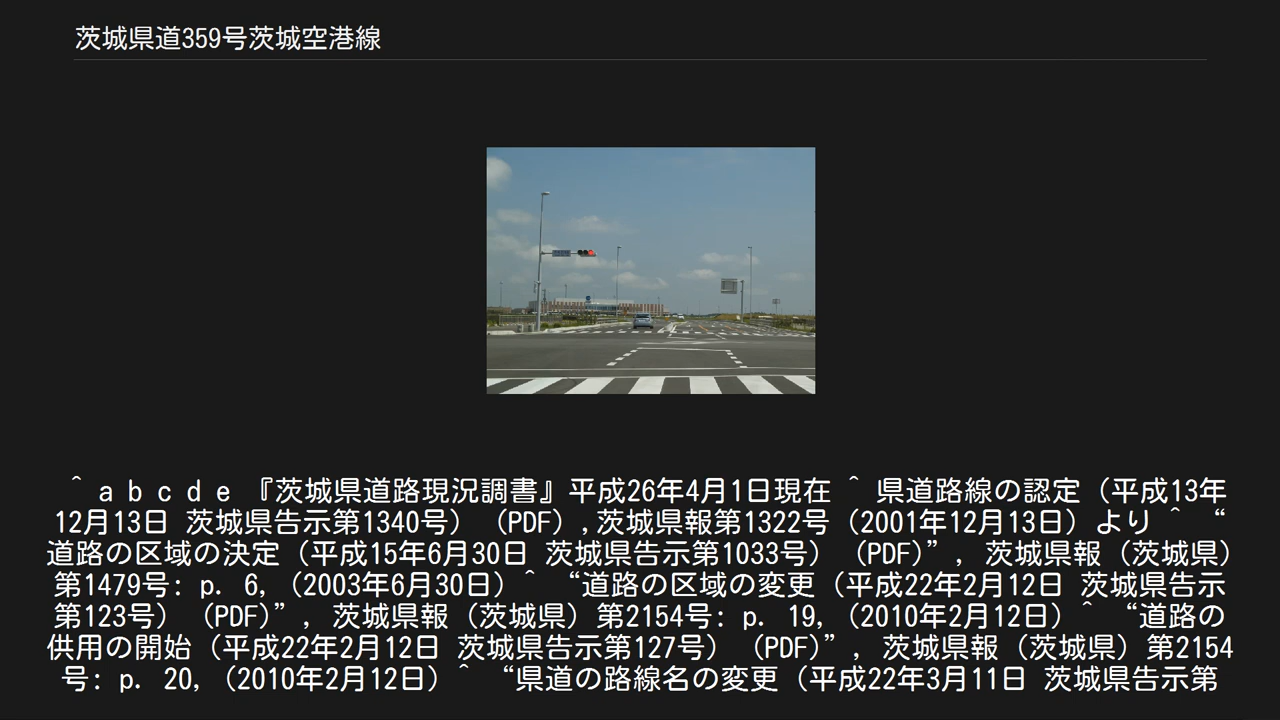 茨城県道359号茨城空港線
^ a b c d e 『茨城県道路現況調書』平成26年4月1日現在 ^ 県道路線の認定（平成13年
12月13日 茨城県告示第1340号）（PDF）,茨城県報第1322号（2001年12月13日）より ^ “
道路の区域の決定（平成15年6月30日 茨城県告示第1033号）（PDF）”, 茨城県報（茨城県）
第1479号: p. 6,（2003年6月30日） ^ “道路の区域の変更（平成22年2月12日 茨城県告示
第123号）（PDF）”, 茨城県報（茨城県）第2154号: p. 19,（2010年2月12日） ^ “道路の
供用の開始（平成22年2月12日 茨城県告示第127号）（PDF）”, 茨城県報（茨城県）第2154
号: p. 20,（2010年2月12日） ^ “県道の路線名の変更（平成22年3月11日 茨城県告示第